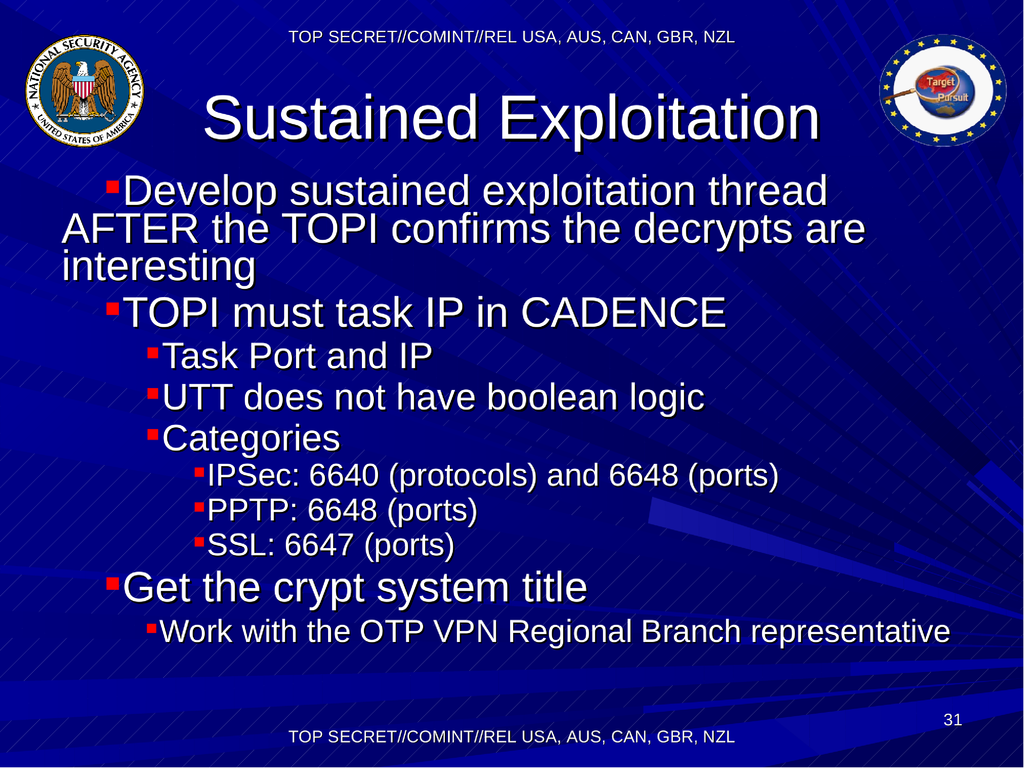 TOP SECRET//COMINT//REL USA, AUS, CAN, GBR, NZL
NATIONAL SECURITY AGENCY
UNITED STATES OF AMERICA
Target
Pursuit
Sustained Exploitation
Develop sustained exploitation thread
AFTER the TOPI confirms the decrypts are
interesting
TOPI must task IP in CADENCE
Task Port and IP
UTT does not have boolean logic
Categories
IPSec: 6640 (protocols) and 6648 (ports)
PPTP: 6648 (ports)
SSL: 6647 (ports)
Get the crypt system title
Work with the OTP VPN Regional Branch representative
31
TOP SECRET//COMINT//REL USA, AUS, CAN, GBR, NZL